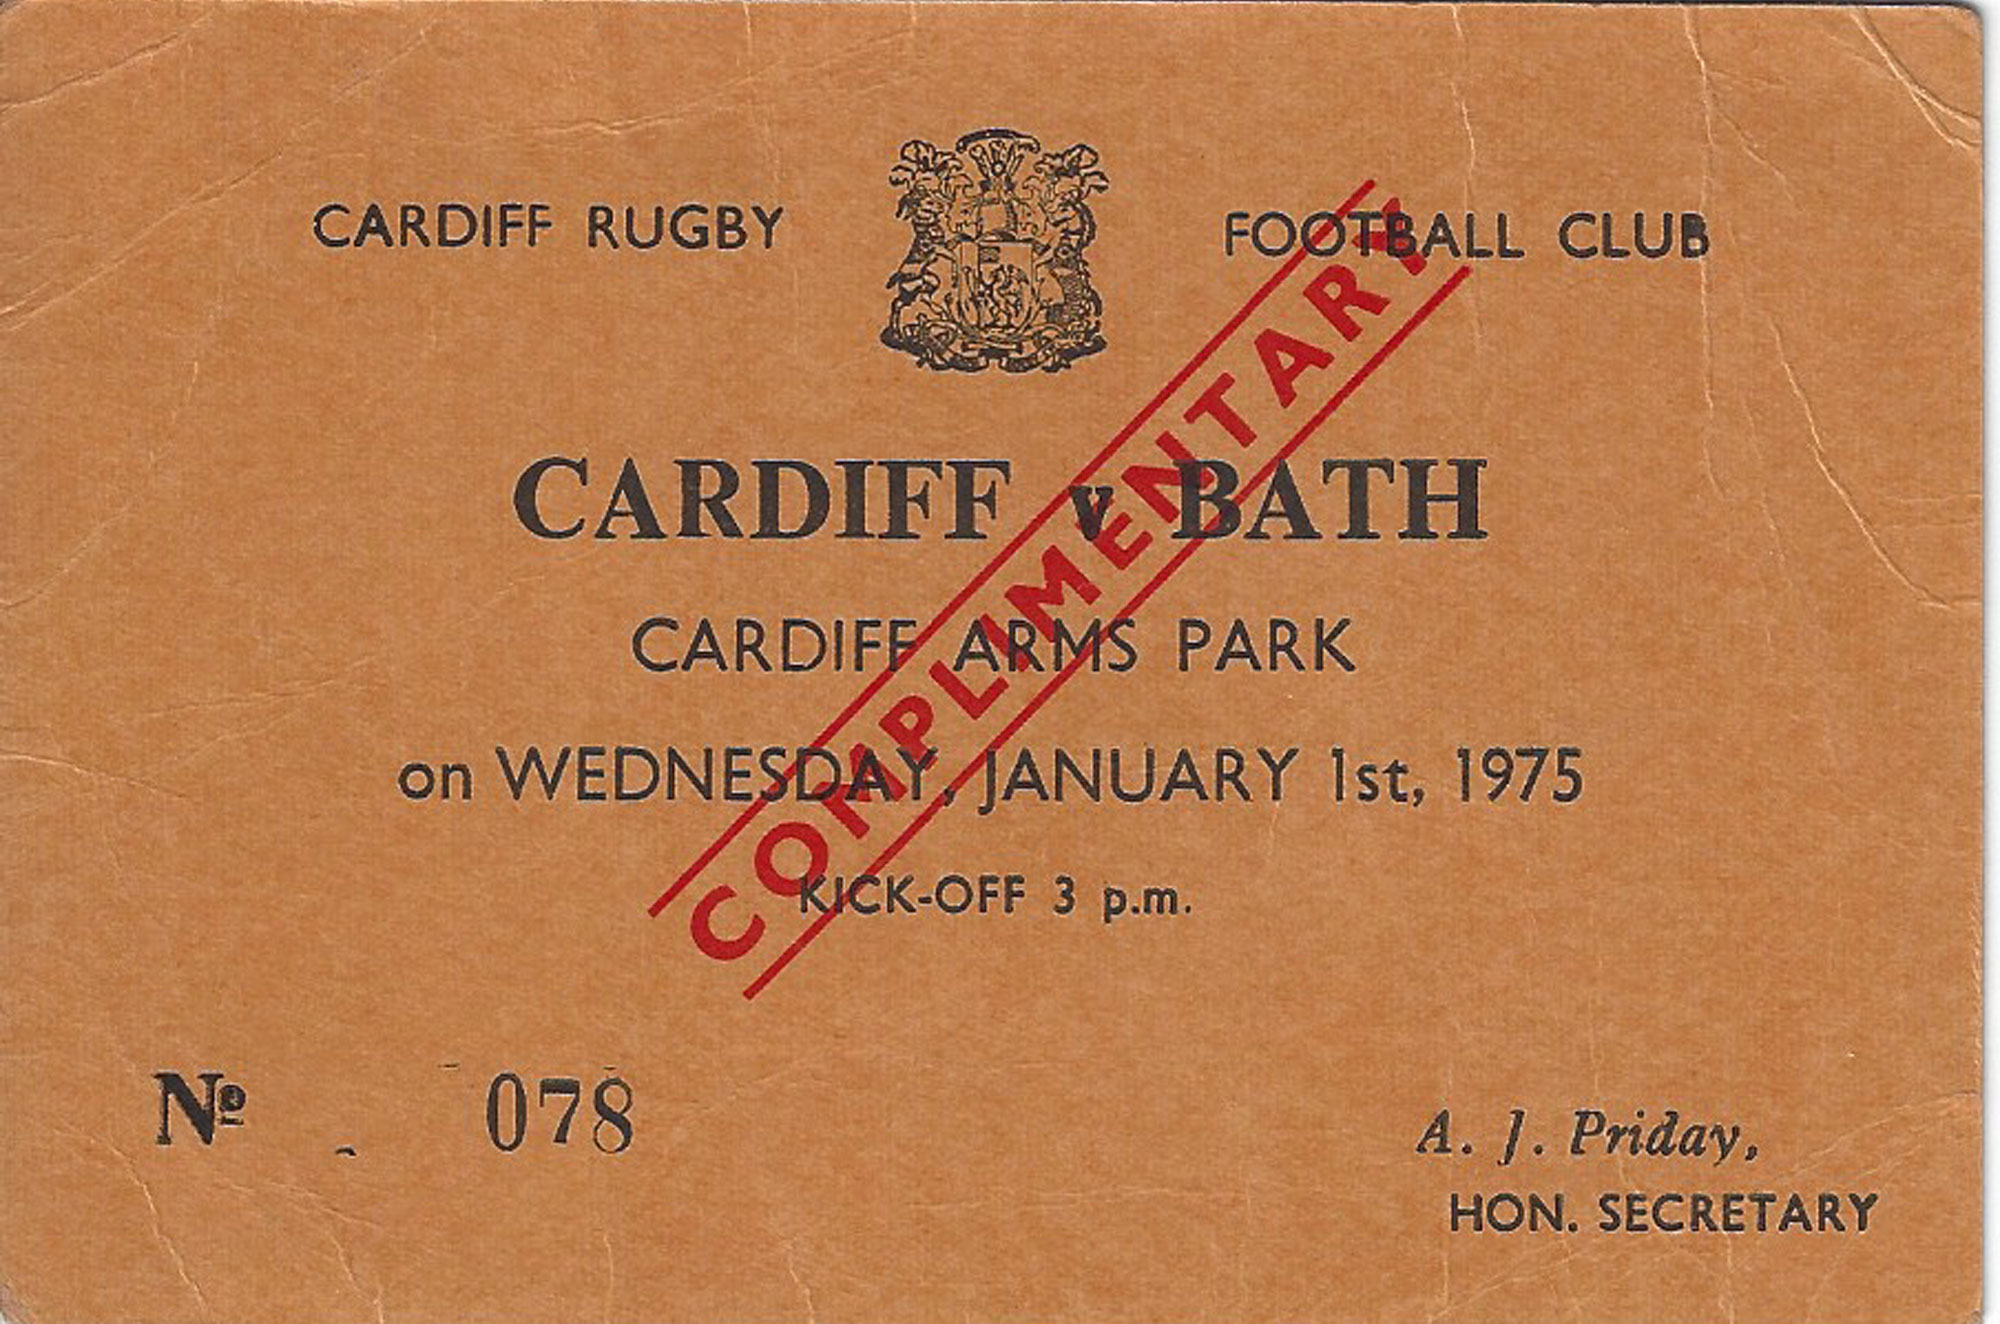 CARDIFF RUGBY FOOTBALL CLUB
CARDIFF v BATH
CARDIFF ARMS PARK
on WEDNESDAY, JANUARY 1st, 1975
KICK-OFF 3 p.m.
COMPLIMENTARY
Nº 078
A. J. Priday,
HON. SECRETARY